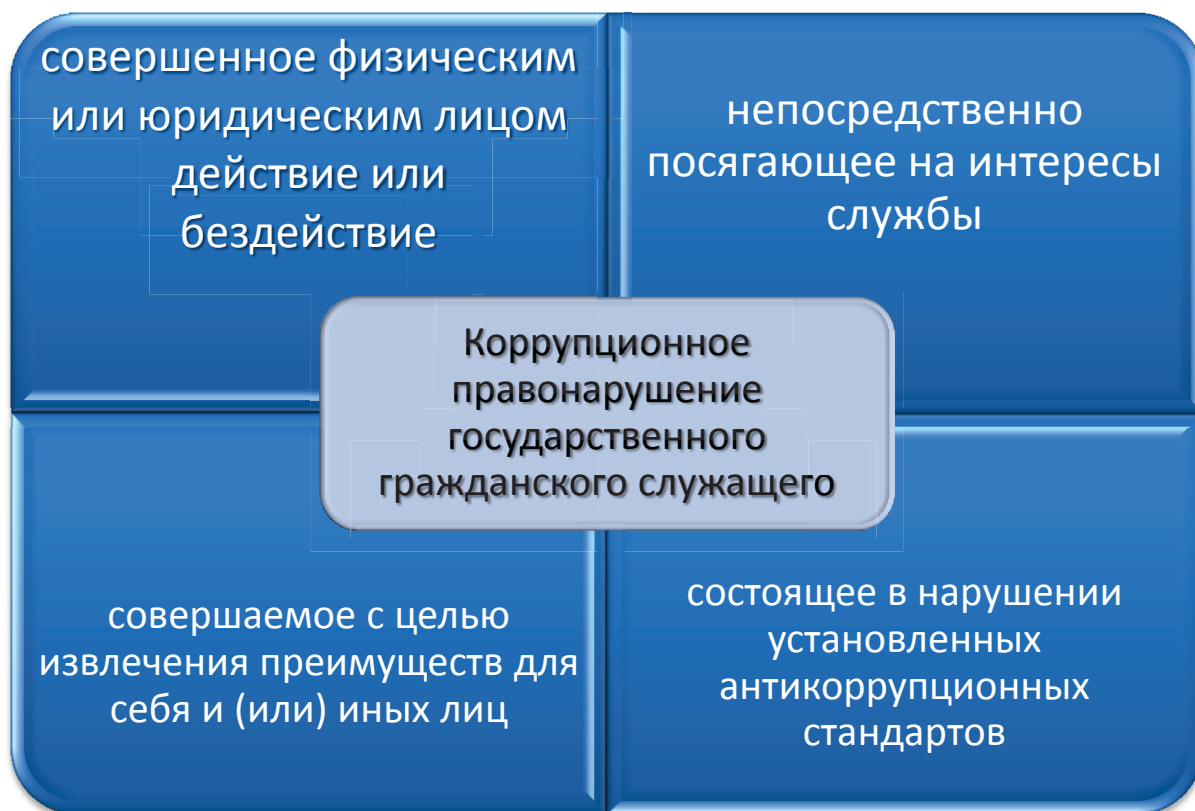 совершенное физическим
или юридическим лицом
действие или
бездействие
непосредственно
посягающее на интересы
службы
Коррупционное
правонарушение
государственного
гражданского служащего
совершаемое с целью
извлечения преимуществ для
себя и (или) иных лиц
состоящее в нарушении
установленных
антикоррупционных
стандартов